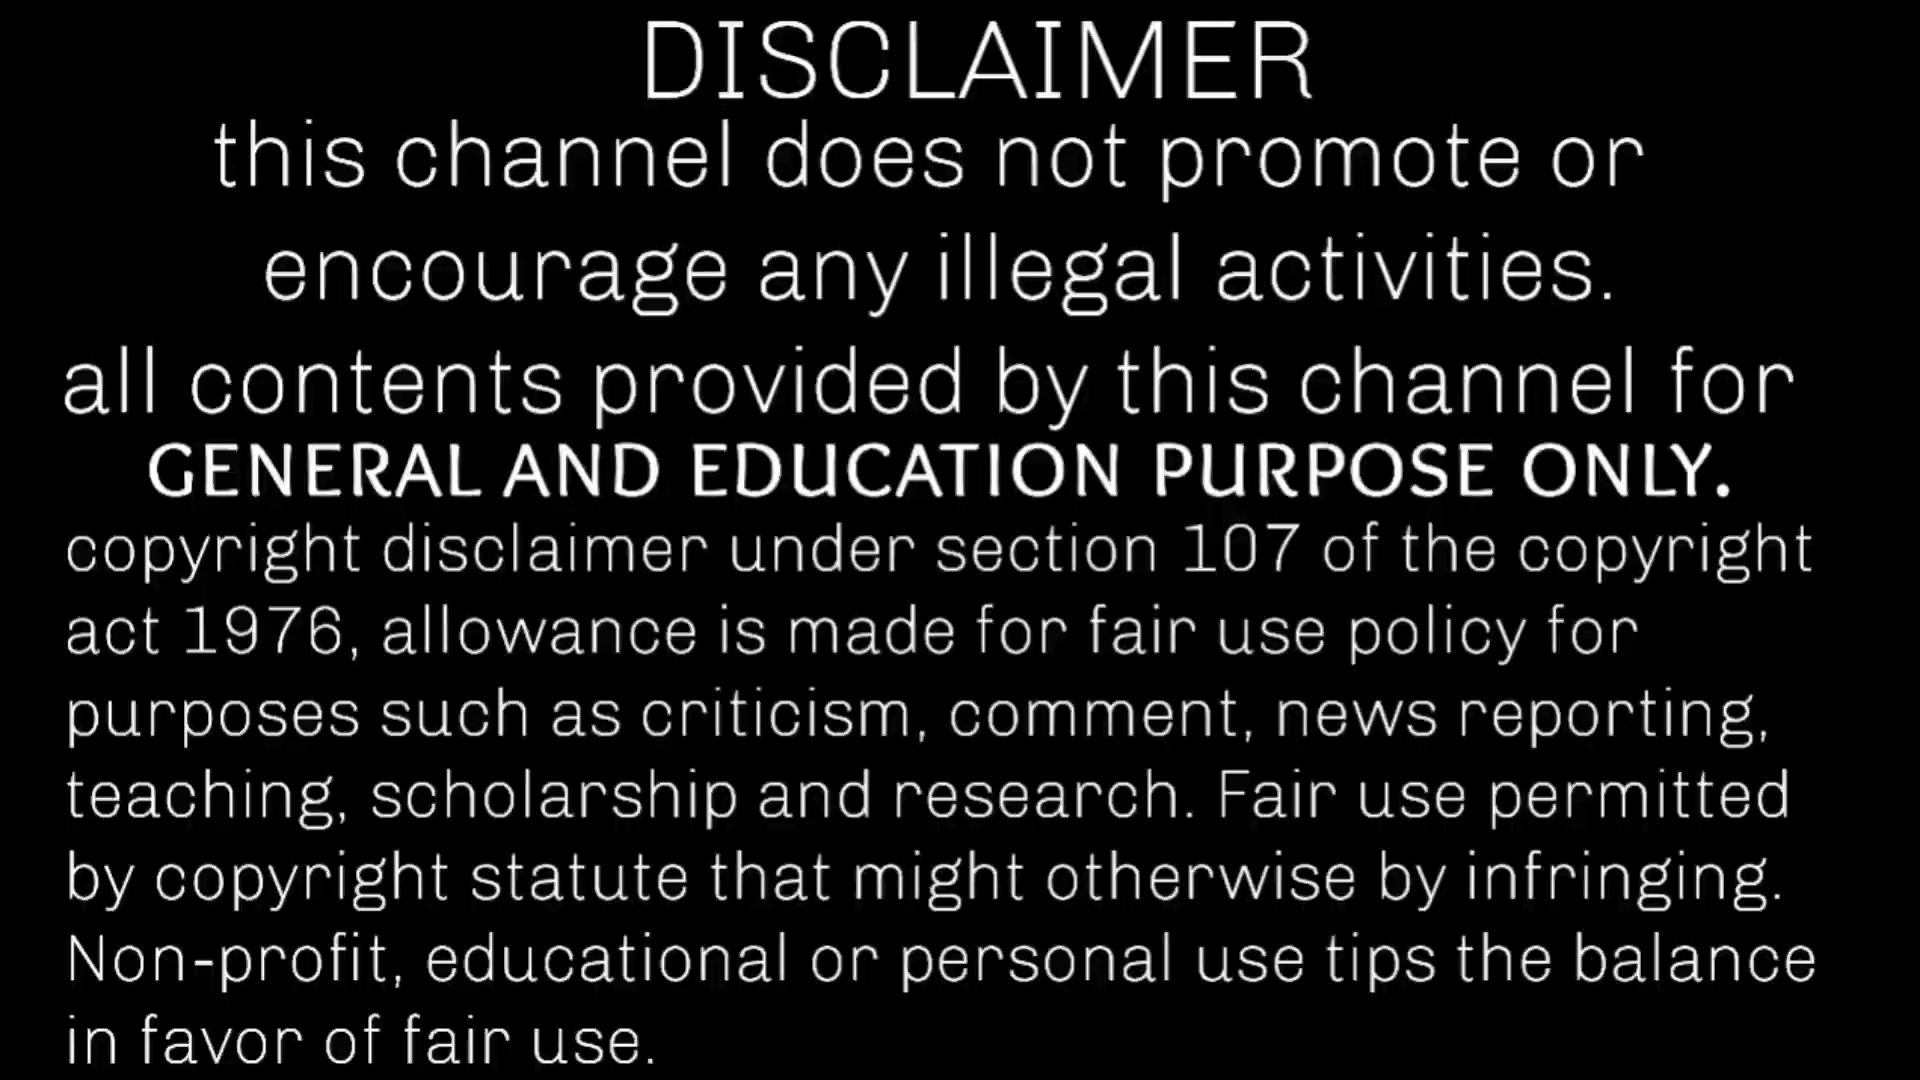 DISCLAIMER
this channel does not promote or
encourage any illegal activities.
all contents provided by this channel for
GENERAL AND EDUCATION PURPOSE ONLY.
copyright disclaimer under section 107 of the copyright
act 1976, allowance is made for fair use policy for
purposes such as criticism, comment, news reporting,
teaching, scholarship and research. Fair use permitted
by copyright statute that might otherwise by infringing.
Non-profit, educational or personal use tips the balance
in favor of fair use.